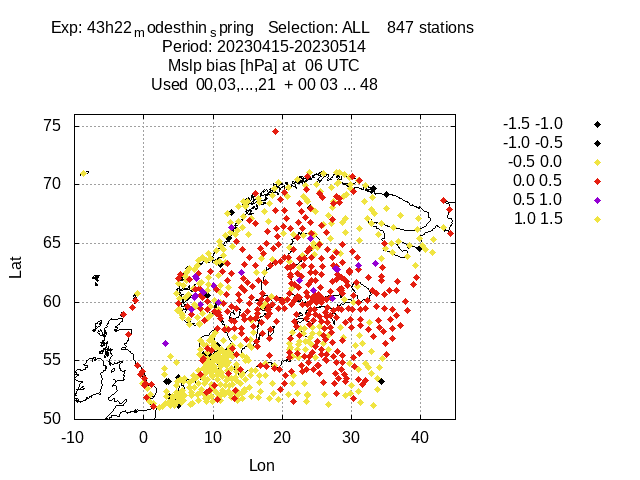 Exp: 43h22modesthinspring   Selection: ALL    847 stations
Period: 20230415-20230514
Mslp bias [hPa] at  06 UTC
Used  00,03,...,21  + 00 03 ... 48
-1.5 -1.0
-1.0 -0.5
-0.5 0.0
0.0 0.5
0.5 1.0
1.0 1.5
75
70
65
60
55
50
Lat
-10 0 10 20 30 40
Lon